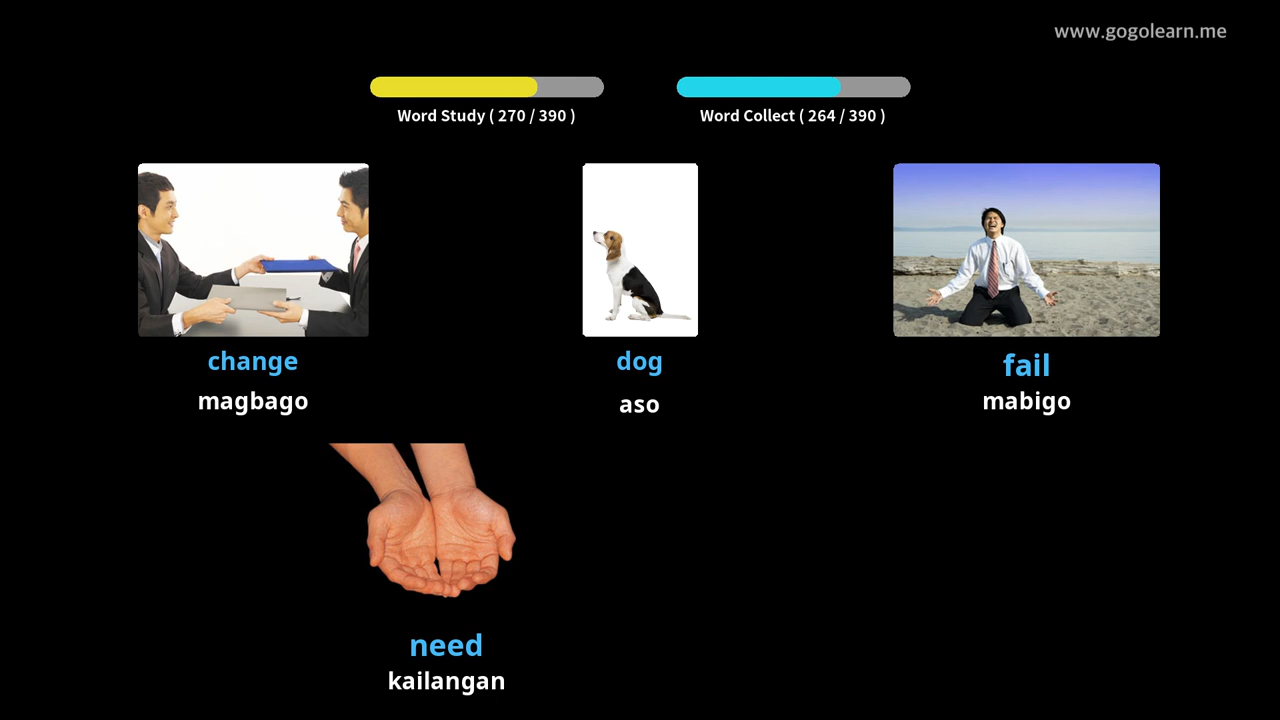 www.gogolearn.me
Word Study ( 270 / 390 )
Word Collect ( 264 / 390 )
change
magbago
dog
aso
fail
mabigo
need
kailangan